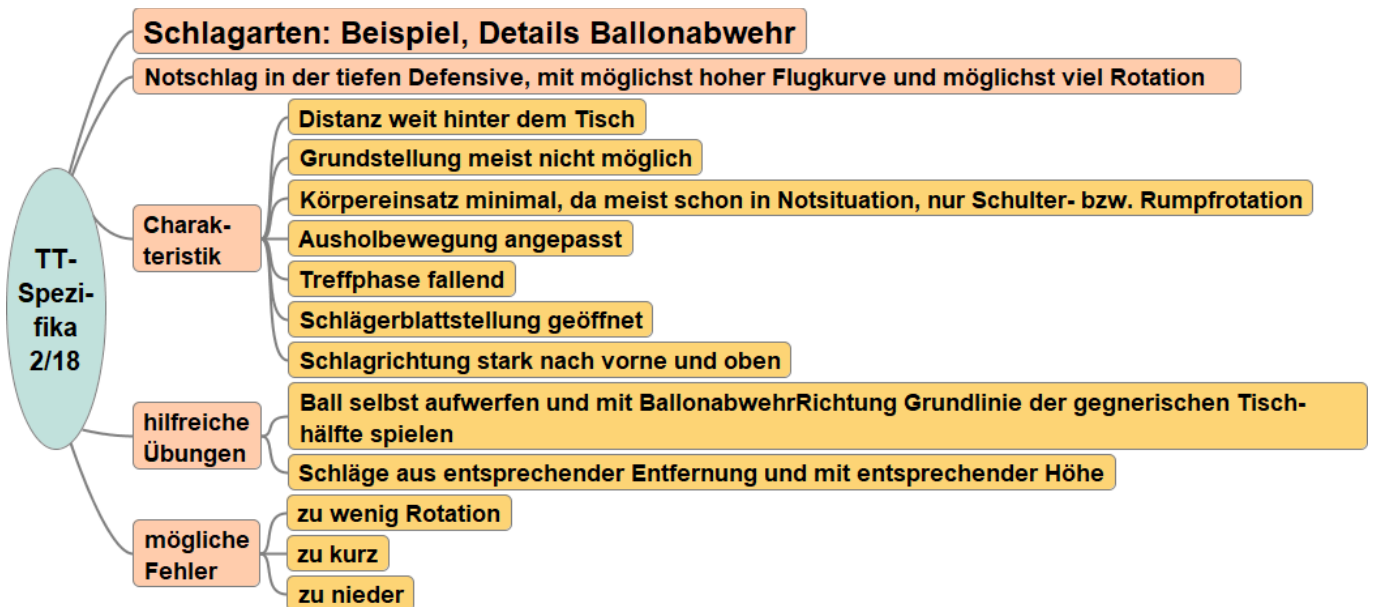 Schlagarten: Beispiel, Details Ballonabwehr
Notschlag in der tiefen Defensive, mit möglichst hoher Flugkurve und möglichst viel Rotation
TT-
Spezi-
fika
2/18
Charak-
teristik
Distanz weit hinter dem Tisch
Grundstellung meist nicht möglich
Körpereinsatz minimal, da meist schon in Notsituation, nur Schulter- bzw. Rumpfrotation
Ausholbewegung angepasst
Treffphase fallend
Schlägerblattstellung geöffnet
Schlagrichtung stark nach vorne und oben
hilfreiche
Übungen
Ball selbst aufwerfen und mit BallonabwehrRichtung Grundlinie der gegnerischen Tisch-
hälfte spielen
Schläge aus entsprechender Entfernung und mit entsprechender Höhe
mögliche
Fehler
zu wenig Rotation
zu kurz
zu nieder